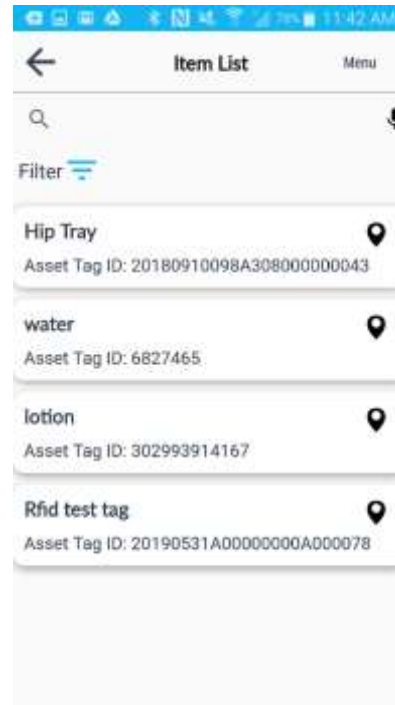 78% 11:42 AM
Item List Menu
Filter
Hip Tray
Asset Tag ID: 20180910098A308000000043
water
Asset Tag ID: 6827465
lotion
Asset Tag ID: 302993914167
Rfid test tag
Asset Tag ID: 20190531A00000000A000078